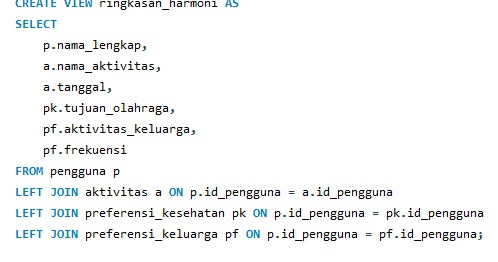 CREATE VIEW ringkasan_harmoni AS
SELECT
    p.nama_lengkap,
    a.nama_aktivitas,
    a.tanggal,
    pk.tujuan_olahraga,
    pf.aktivitas_keluarga,
    pf.frekuensi
FROM pengguna p
LEFT JOIN aktivitas a ON p.id_pengguna = a.id_pengguna
LEFT JOIN preferensi_kesehatan pk ON p.id_pengguna = pk.id_pengguna
LEFT JOIN preferensi_keluarga pf ON p.id_pengguna = pf.id_pengguna;